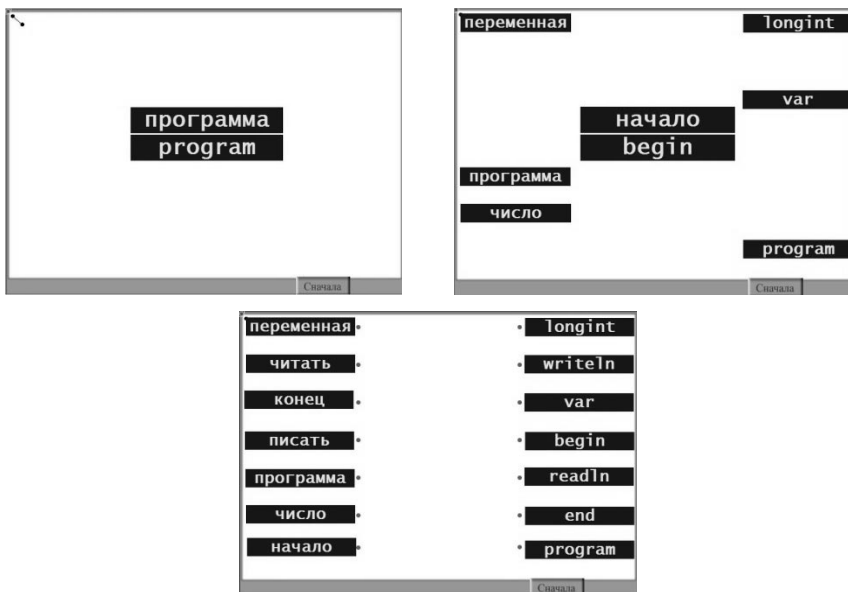 программа
program
Сначала
переменная
longint
var
начало
begin
программа
число
program
Сначала
переменная
longint
читать
writeln
конец
var
писать
begin
программа
readln
число
end
начало
program
Сначала